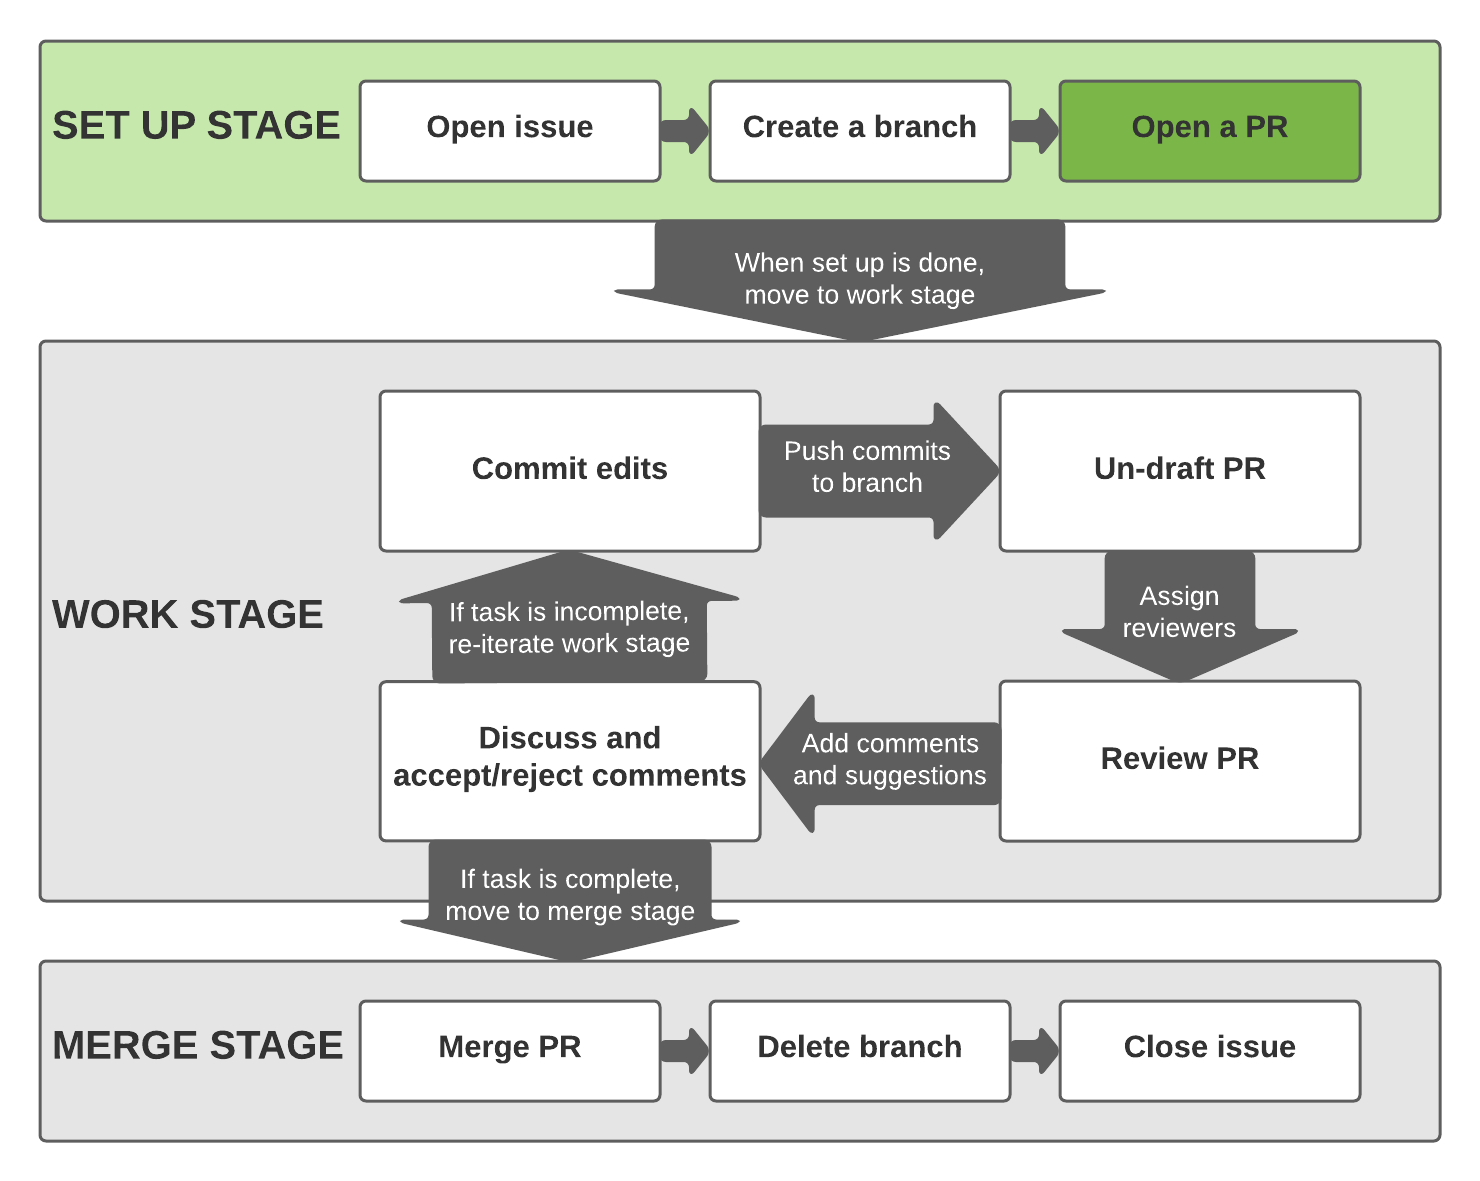 SET UP STAGE
Open issue
Create a branch
Open a PR
When set up is done,
move to work stage
WORK STAGE
Commit edits
Push commits
to branch
Un-draft PR
Assign
reviewers
Review PR
Add comments
and suggestions
Discuss and
accept/reject comments
If task is incomplete,
re-iterate work stage
If task is complete,
move to merge stage
MERGE STAGE
Merge PR
Delete branch
Close issue